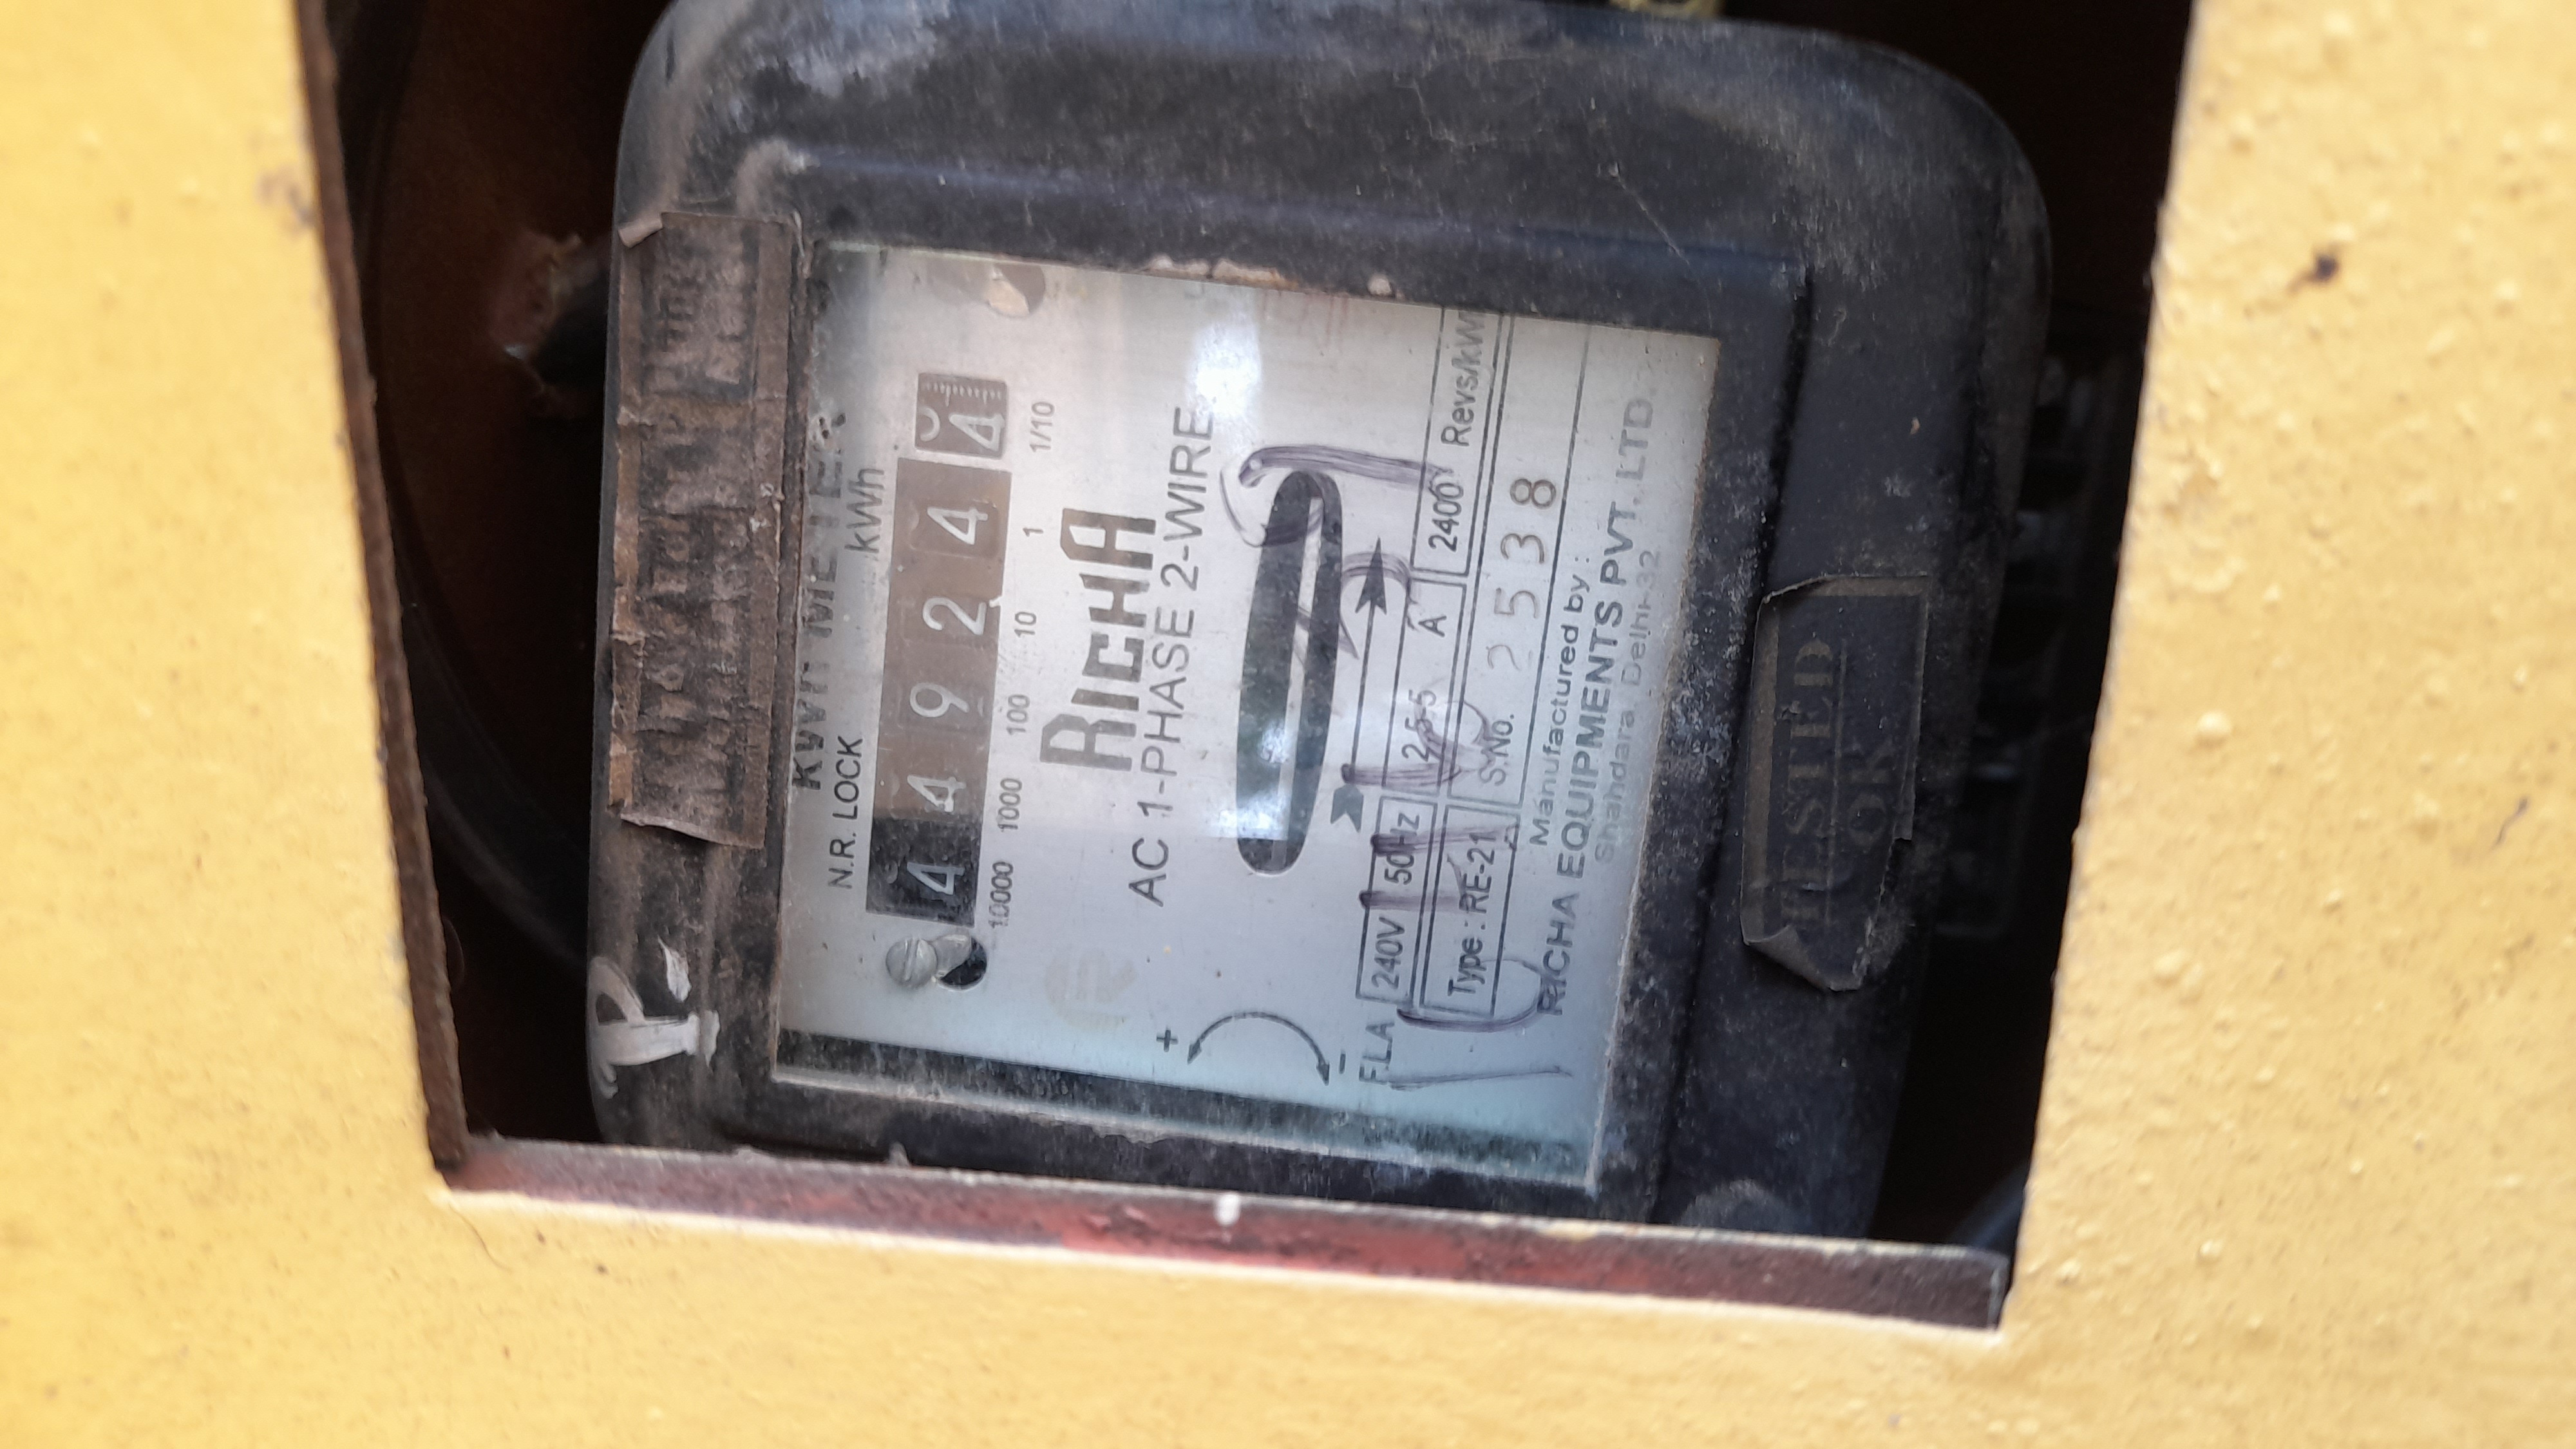 KWh METER
N.R. LOCK kWh
4 4 9 2 4 4
10000 1000 100 10 1 1/10
RICHA
AC 1-PHASE 2-WIRE
+
-
FLA 240V 50Hz 2.5-5 A 2400 Revs/kW
Type : RE-21 S.No. 2538
Manufactured by :
RICHA EQUIPMENTS PVT. LTD.
Shahdara, Delhi-32
TESTED
OK
P.